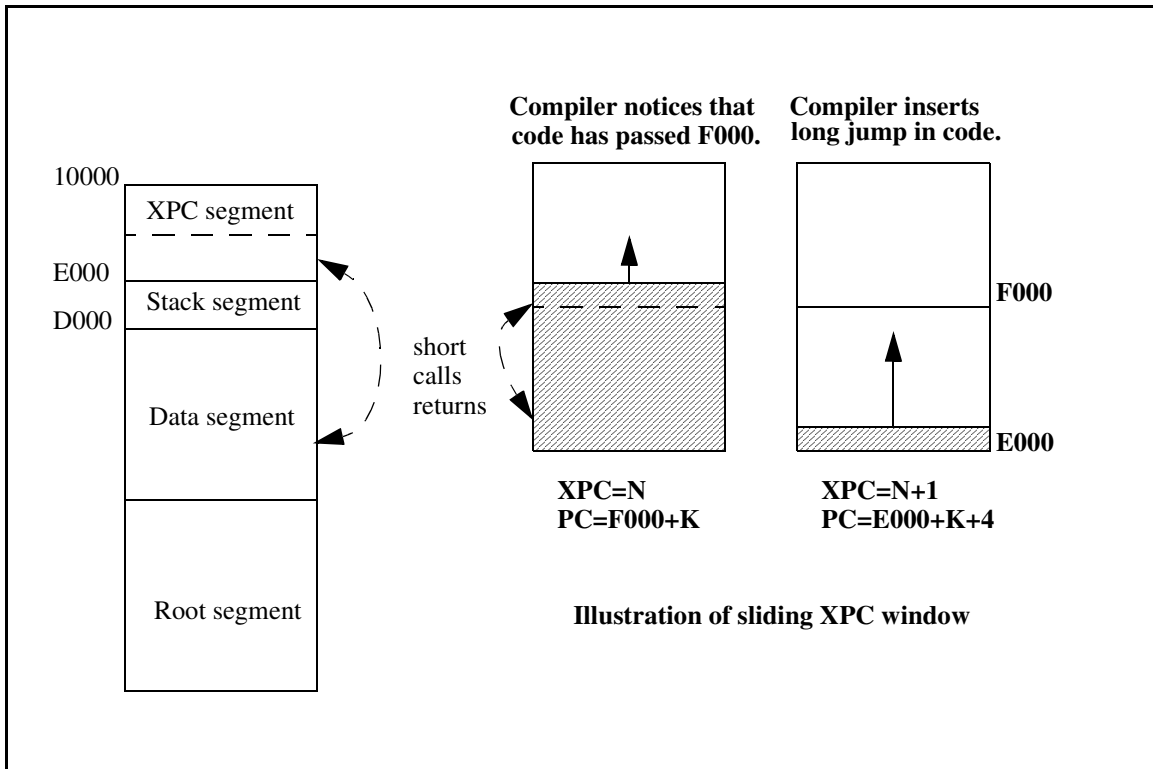 Compiler notices that
code has passed F000.
Compiler inserts
long jump in code.
10000
XPC segment
E000
Stack segment
D000
Data segment
Root segment
short
calls
returns
F000
E000
XPC=N
PC=F000+K
XPC=N+1
PC=E000+K+4
Illustration of sliding XPC window